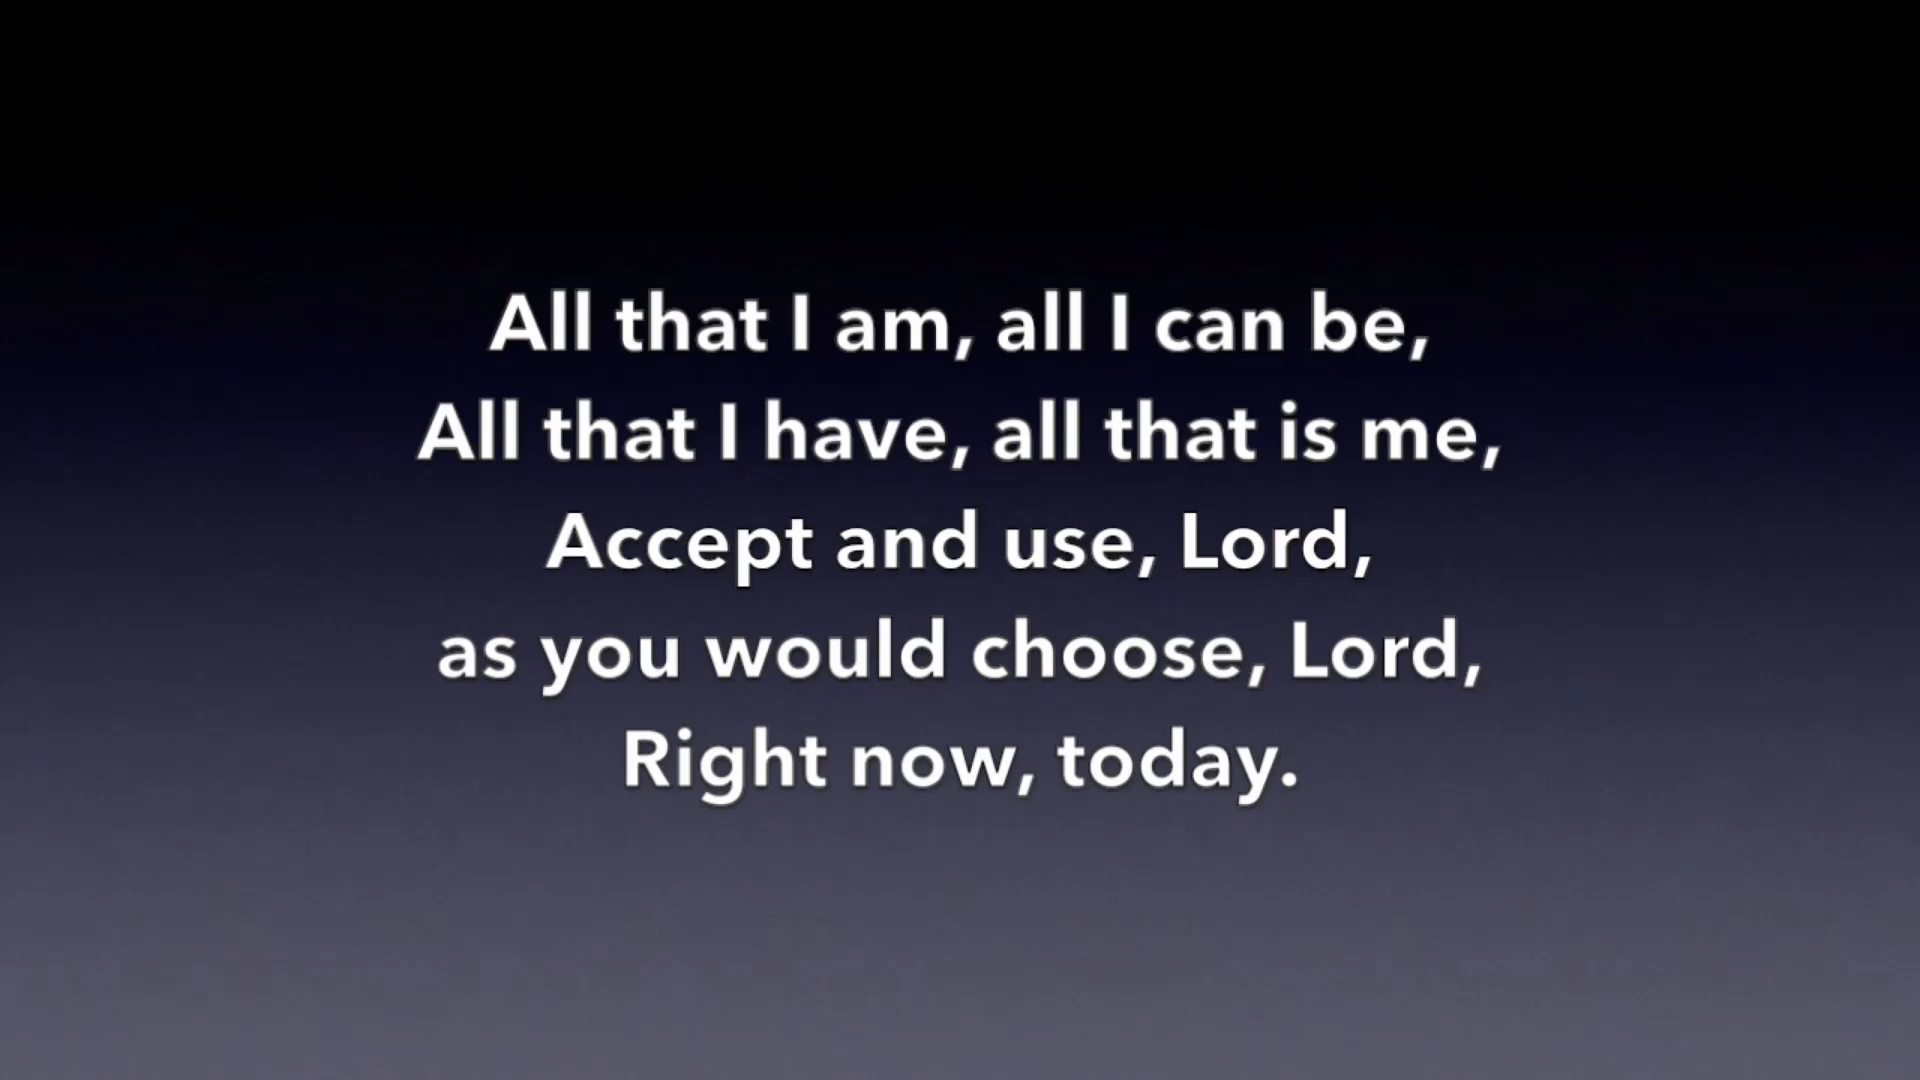 All that I am, all I can be,
All that I have, all that is me,
Accept and use, Lord,
as you would choose, Lord,
Right now, today.